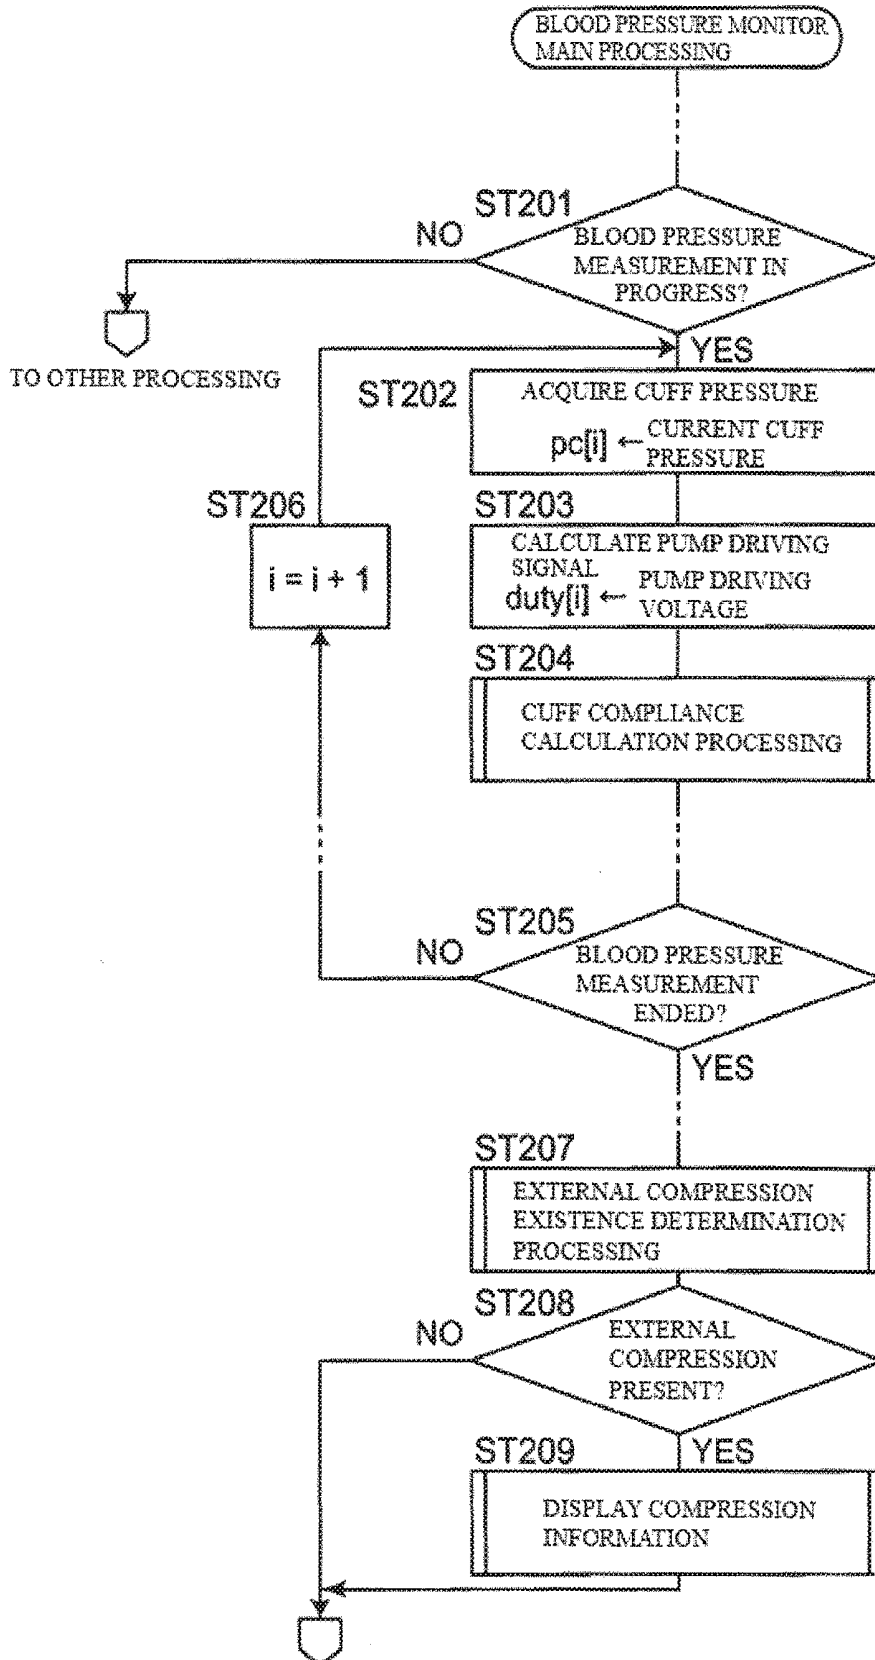 BLOOD PRESSURE MONITOR
MAIN PROCESSING
ST201
NO
BLOOD PRESSURE
MEASUREMENT IN
PROGRESS?
YES
TO OTHER PROCESSING
ST202
ACQUIRE CUFF PRESSURE
pc[i] ← CURRENT CUFF
PRESSURE
ST206
i = i + 1
ST203
CALCULATE PUMP DRIVING
SIGNAL
duty[i] ← PUMP DRIVING
VOLTAGE
ST204
CUFF COMPLIANCE
CALCULATION PROCESSING
ST205
NO
BLOOD PRESSURE
MEASUREMENT
ENDED?
YES
ST207
EXTERNAL COMPRESSION
EXISTENCE DETERMINATION
PROCESSING
ST208
NO
EXTERNAL
COMPRESSION
PRESENT?
YES
ST209
DISPLAY COMPRESSION
INFORMATION